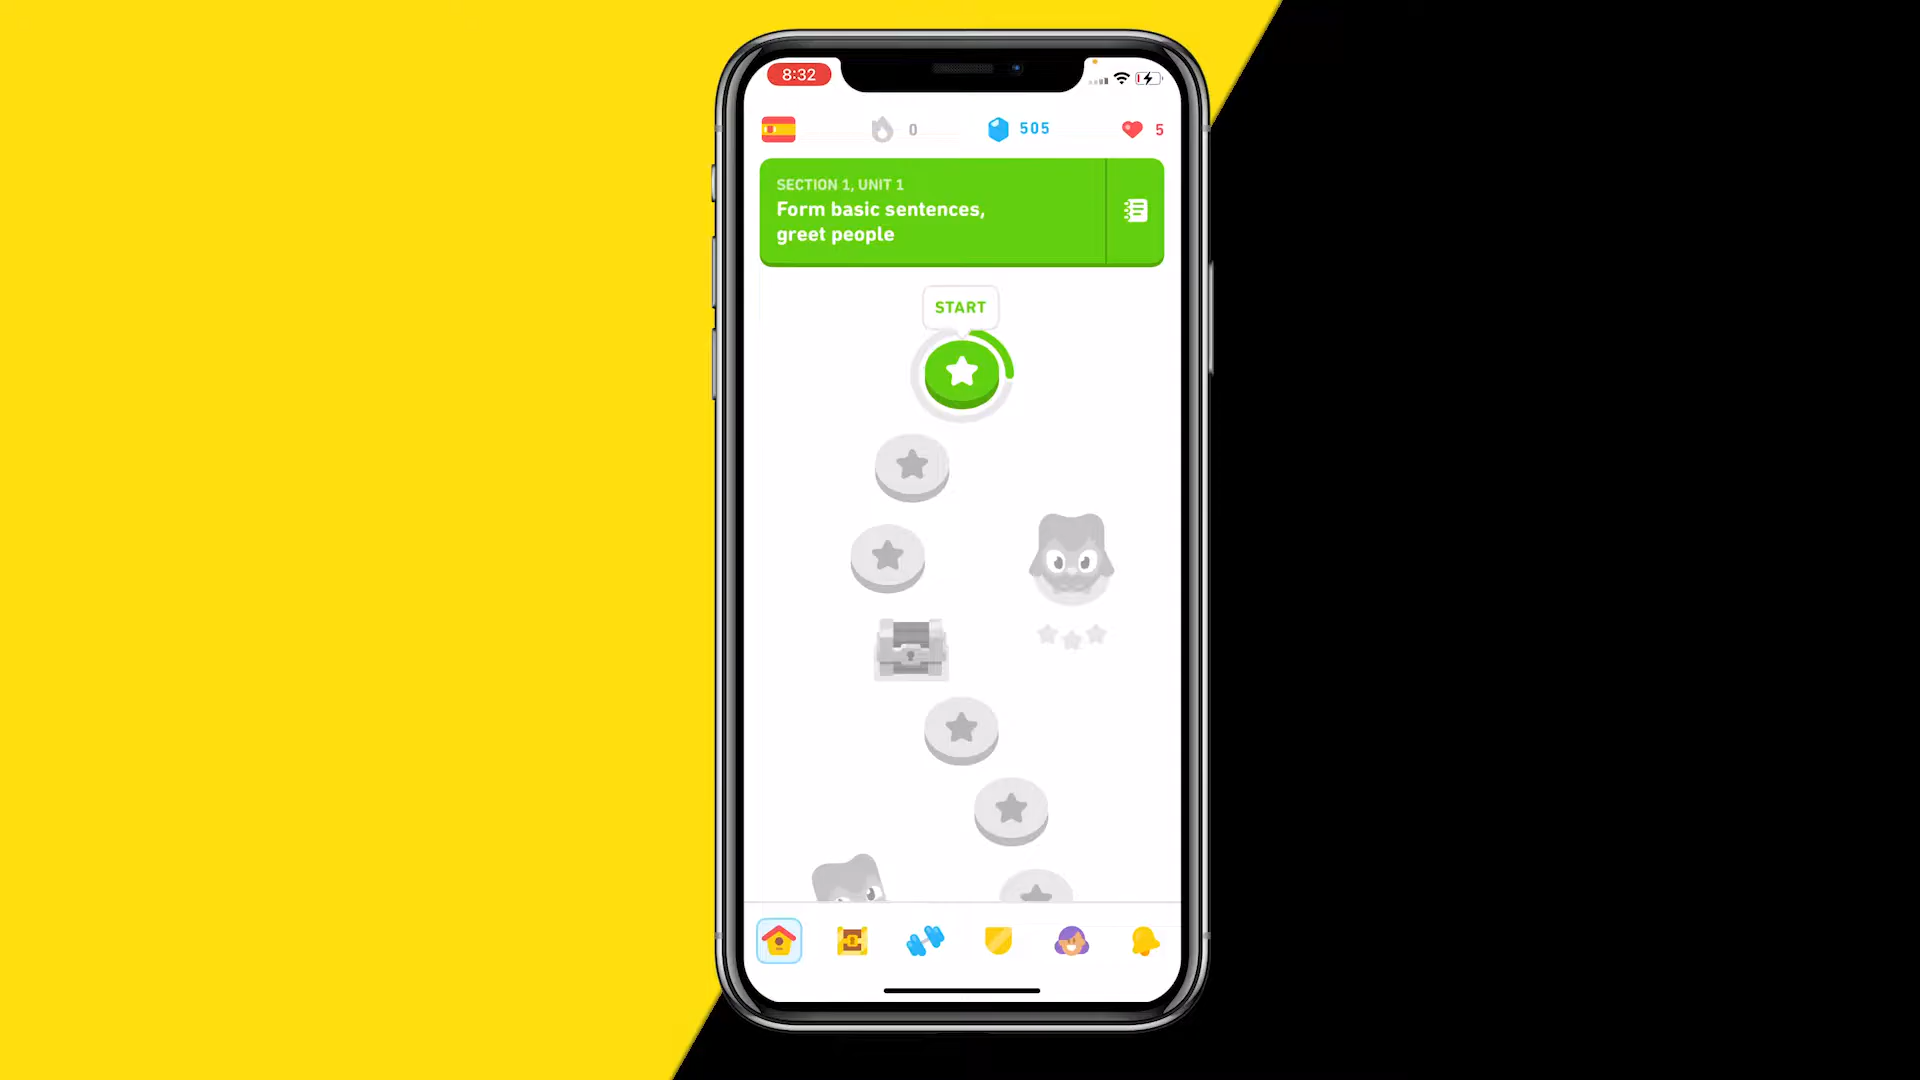 8:32
0
505
5
SECTION 1, UNIT 1
Form basic sentences,
greet people
START